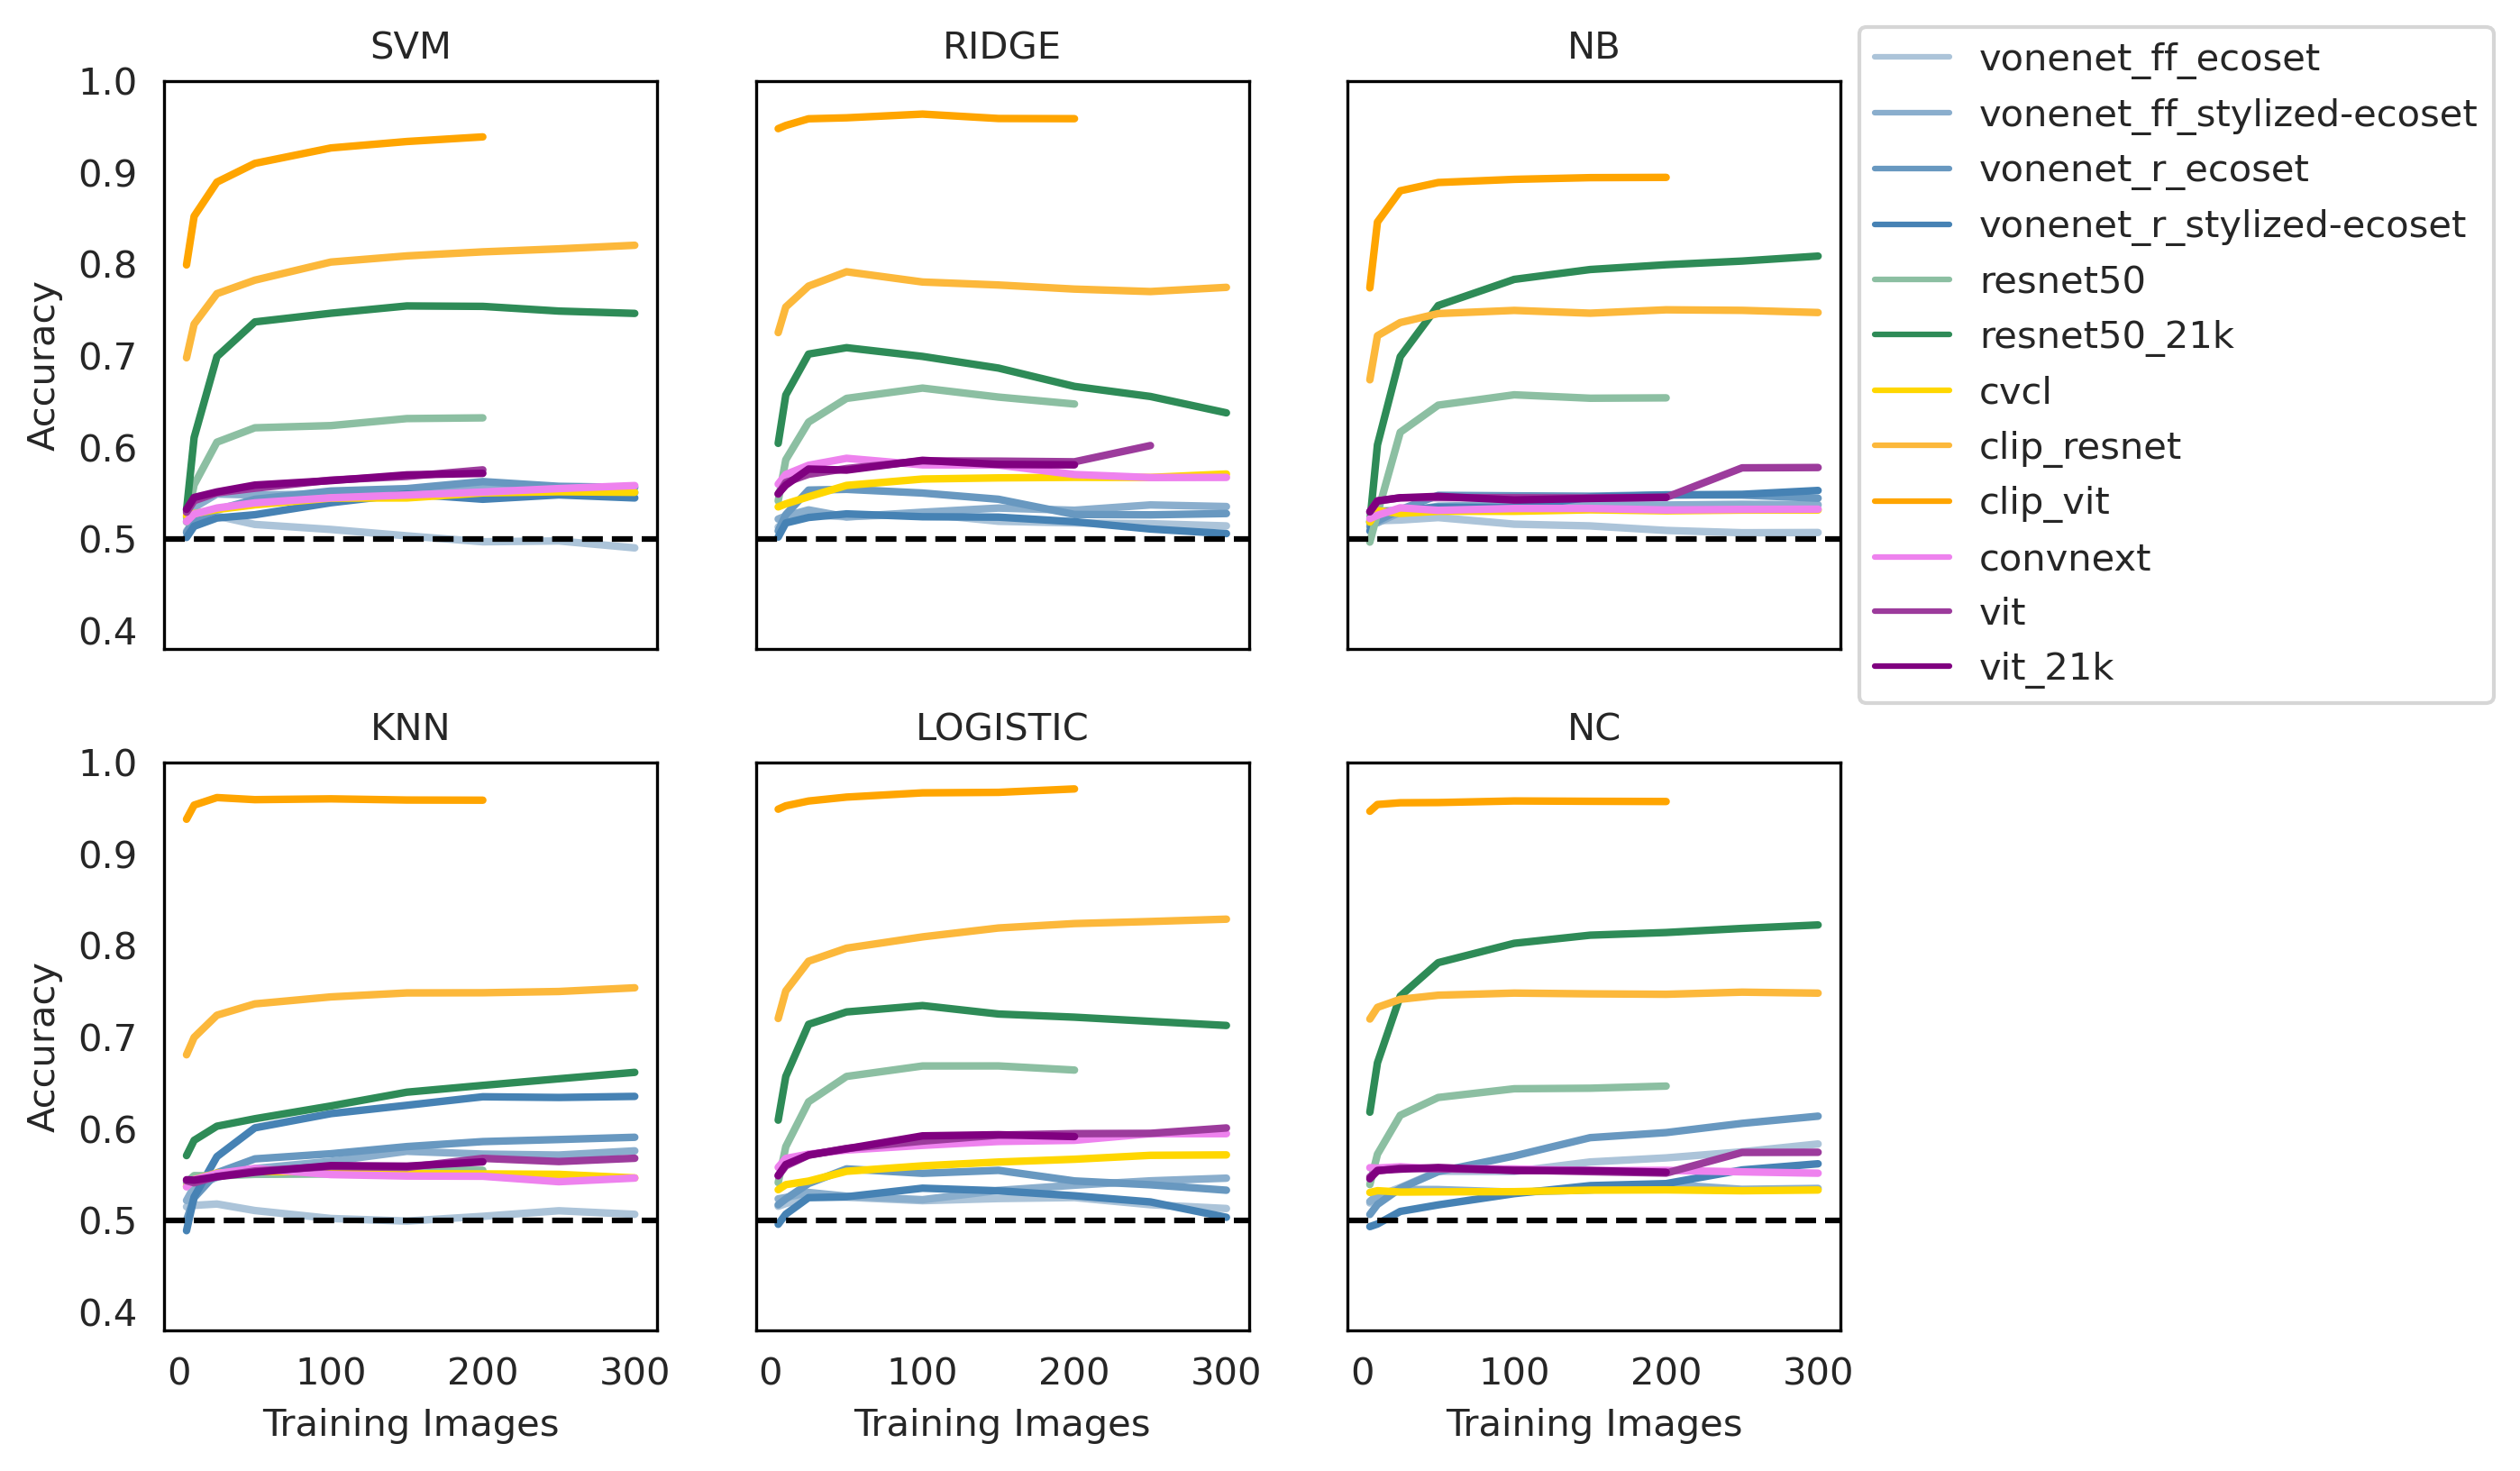 SVM
RIDGE
NB
1.0
0.9
0.8
0.7
0.6
0.5
0.4
Accuracy
vonenet_ff_ecoset
vonenet_ff_stylized-ecoset
vonenet_r_ecoset
vonenet_r_stylized-ecoset
resnet50
resnet50_21k
cvcl
clip_resnet
clip_vit
convnext
vit
vit_21k
KNN
LOGISTIC
NC
1.0
0.9
0.8
0.7
0.6
0.5
0.4
Accuracy
0 100 200 300
0 100 200 300
0 100 200 300
Training Images
Training Images
Training Images